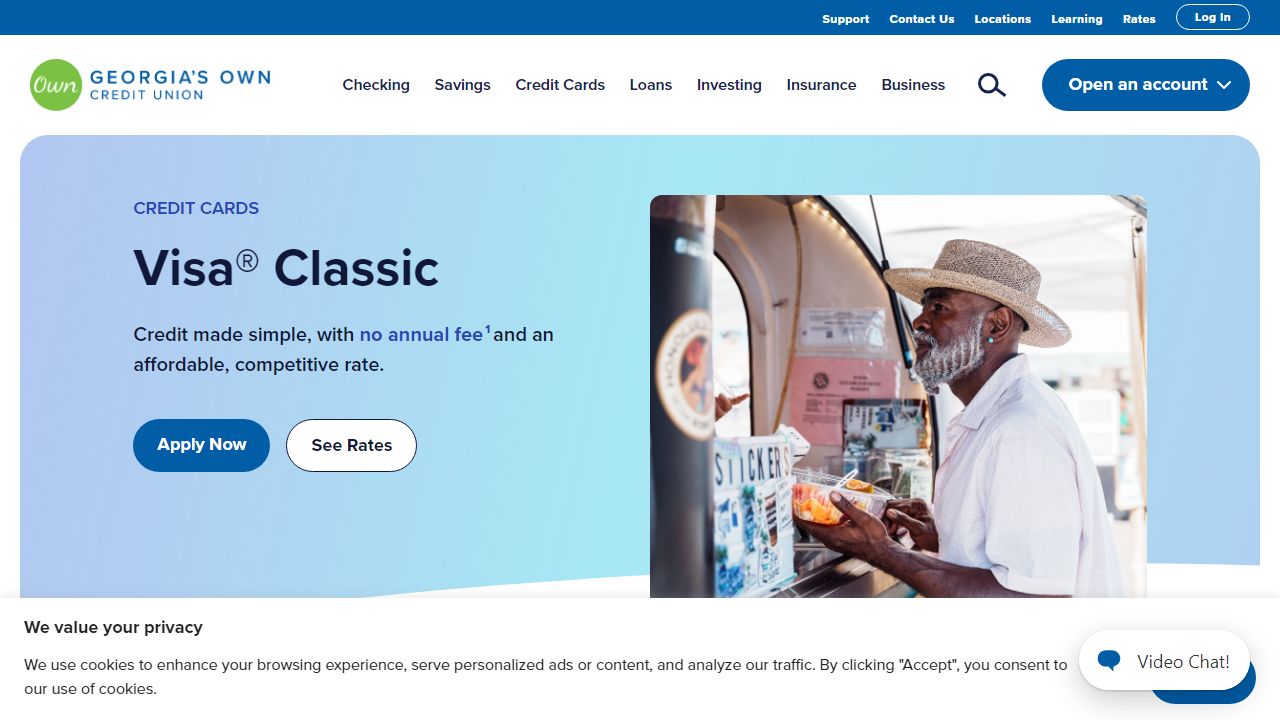 Support Contact Us Locations Learning Rates Log In
Own GEORGIA'S OWN
CREDIT UNION
Checking Savings Credit Cards Loans Investing Insurance Business
Open an account
CREDIT CARDS
Visa® Classic
Credit made simple, with no annual fee¹ and an
affordable, competitive rate.
Apply Now See Rates
STICKERS
We value your privacy
We use cookies to enhance your browsing experience, serve personalized ads or content, and analyze our traffic. By clicking "Accept", you consent to
our use of cookies.
Video Chat!